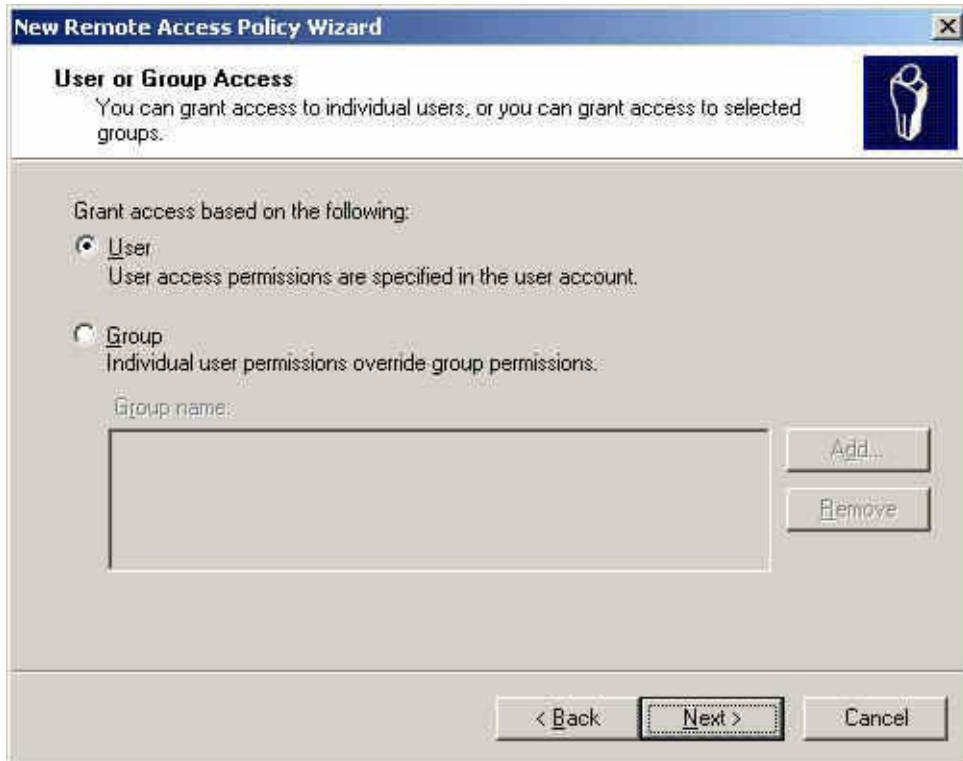 New Remote Access Policy Wizard
User or Group Access
You can grant access to individual users, or you can grant access to selected
groups.
Grant access based on the following:
User
User access permissions are specified in the user account.
Group
Individual user permissions override group permissions.
Group name:
Add...
Remove
< Back
Next >
Cancel